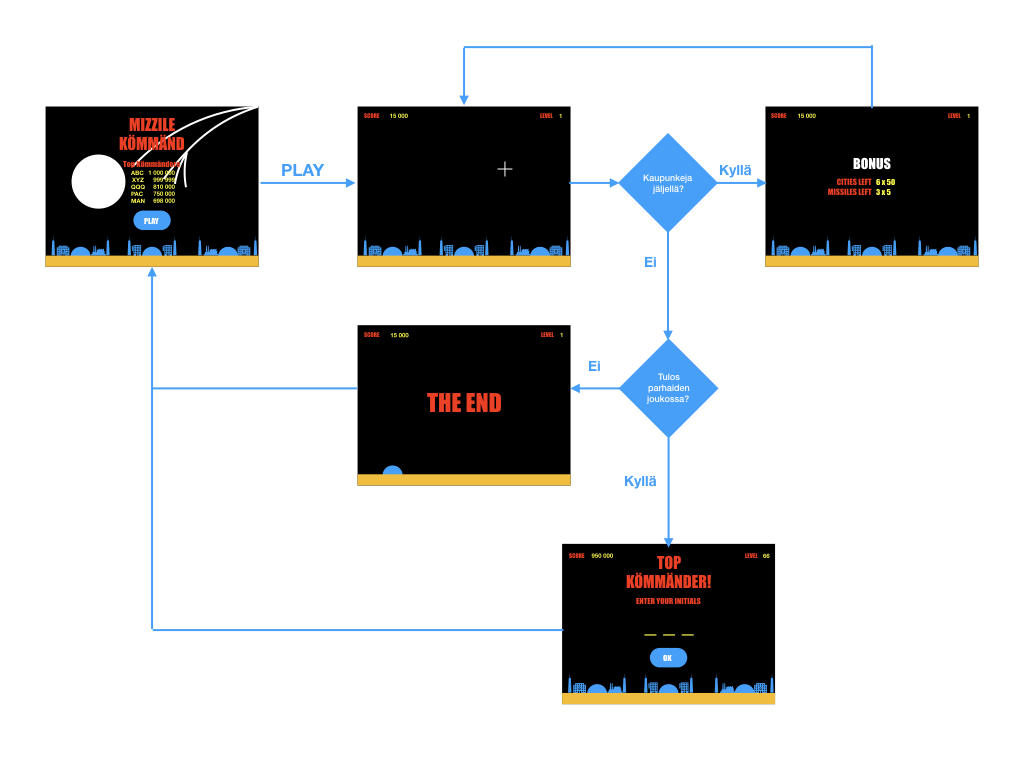 MIZZILE
KÖMMÄND
Top Kömmänders
ABC 1 000 000
XYZ 999 999
QQQ 810 000
PAC 750 000
MAN 698 000
PLAY
PLAY
SCORE 15 000 LEVEL 1
Kaupunkeja
jäljellä?
Kyllä
SCORE 15 000 LEVEL 1
BONUS
CITIES LEFT 6 x 50
MISSILES LEFT 3 x 5
Ei
SCORE 15 000 LEVEL 1
THE END
Ei
Tulos
parhaiden
joukossa?
Kyllä
SCORE 950 000 LEVEL 66
TOP
KÖMMÄNDER!
ENTER YOUR INITIALS
_ _ _
OK